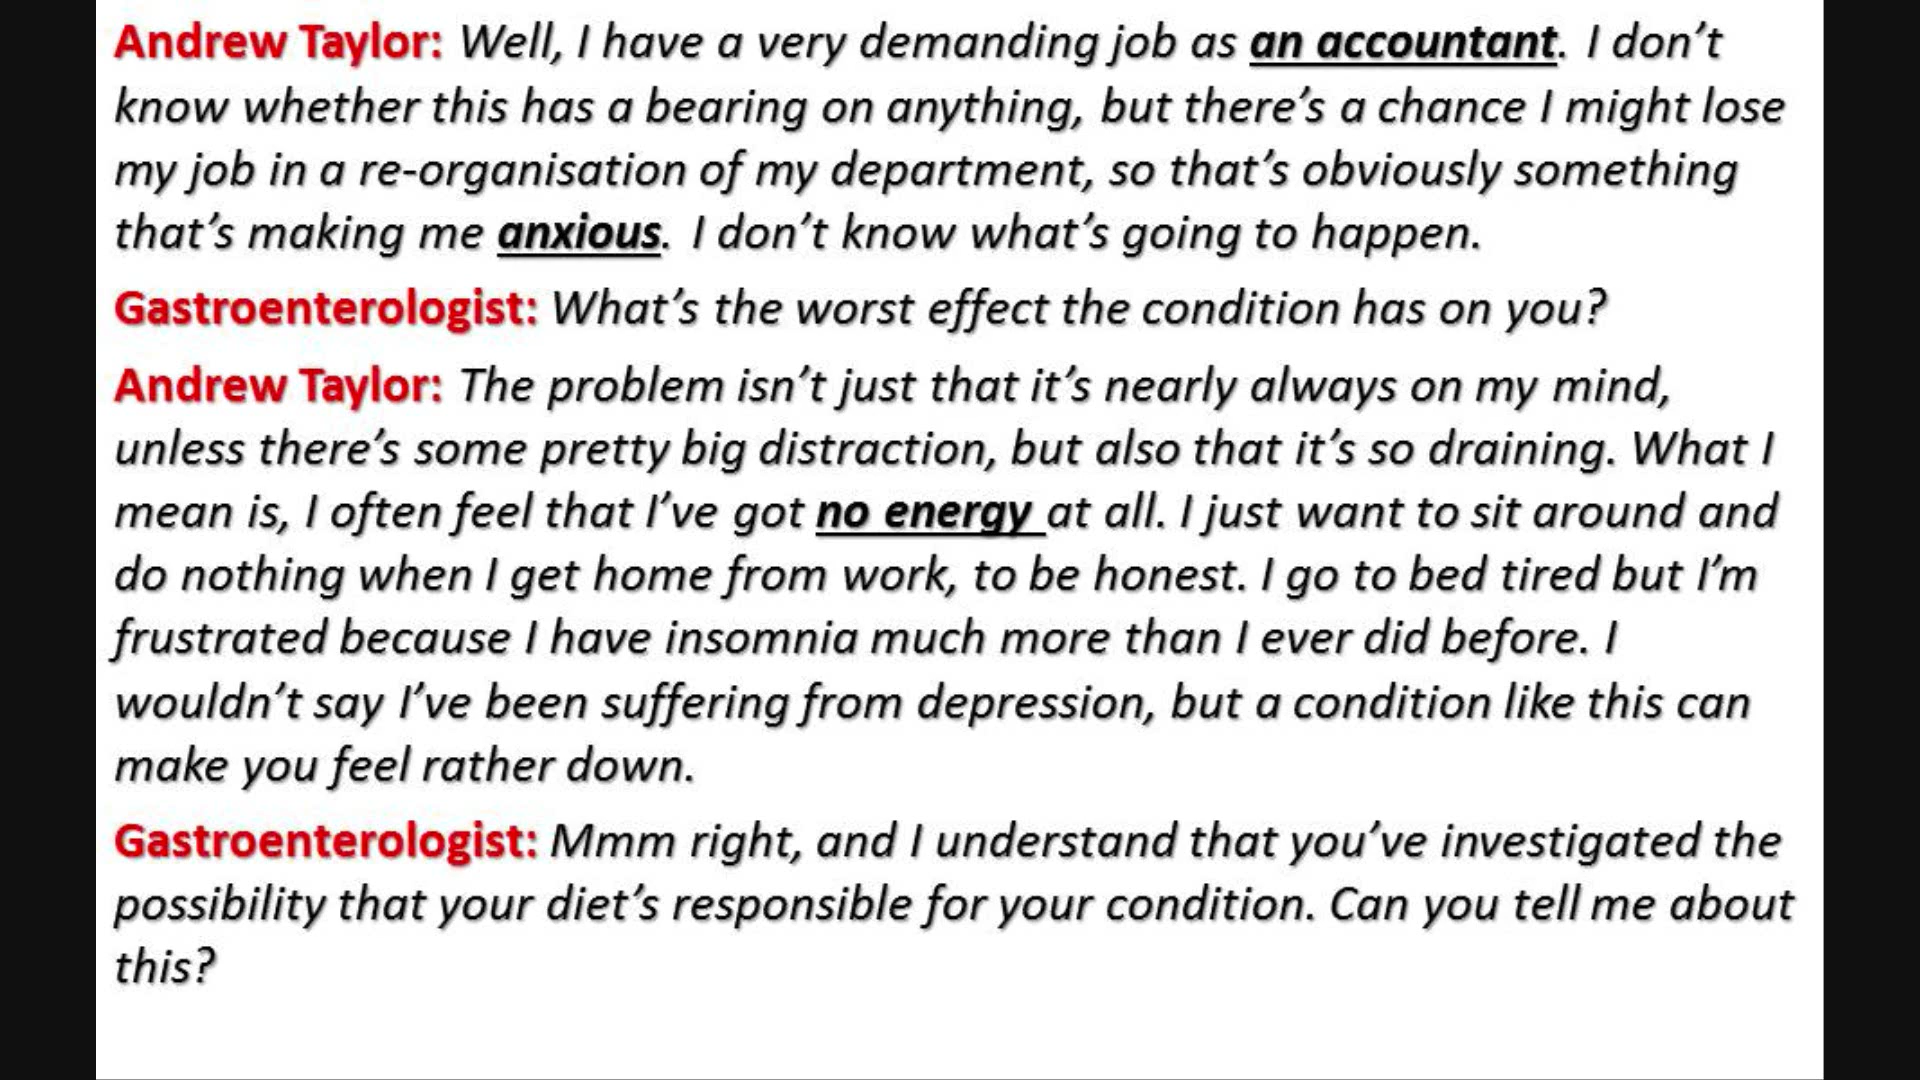 Andrew Taylor: Well, I have a very demanding job as an accountant. I don’t
know whether this has a bearing on anything, but there’s a chance I might lose
my job in a re-organisation of my department, so that’s obviously something
that’s making me anxious. I don’t know what’s going to happen.
Gastroenterologist: What’s the worst effect the condition has on you?
Andrew Taylor: The problem isn’t just that it’s nearly always on my mind,
unless there’s some pretty big distraction, but also that it’s so draining. What I
mean is, I often feel that I’ve got no energy at all. I just want to sit around and
do nothing when I get home from work, to be honest. I go to bed tired but I’m
frustrated because I have insomnia much more than I ever did before. I
wouldn’t say I’ve been suffering from depression, but a condition like this can
make you feel rather down.
Gastroenterologist: Mmm right, and I understand that you’ve investigated the
possibility that your diet’s responsible for your condition. Can you tell me about
this?